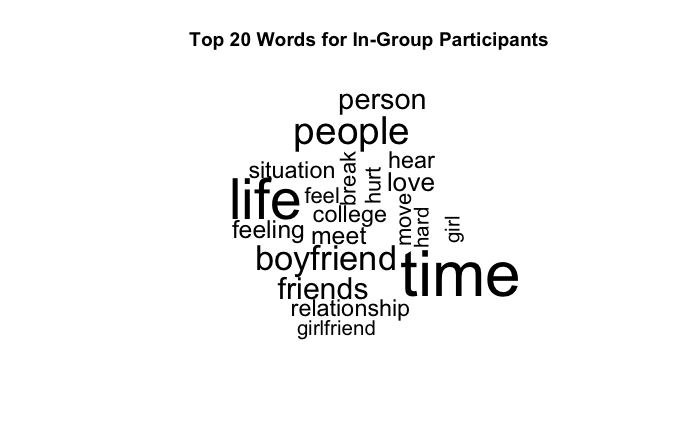 Top 20 Words for In-Group Participants
person
people
situation
break
hurt
hear
life
feel
love
college
move
hard
girl
feeling
meet
boyfriend
time
friends
relationship
girlfriend